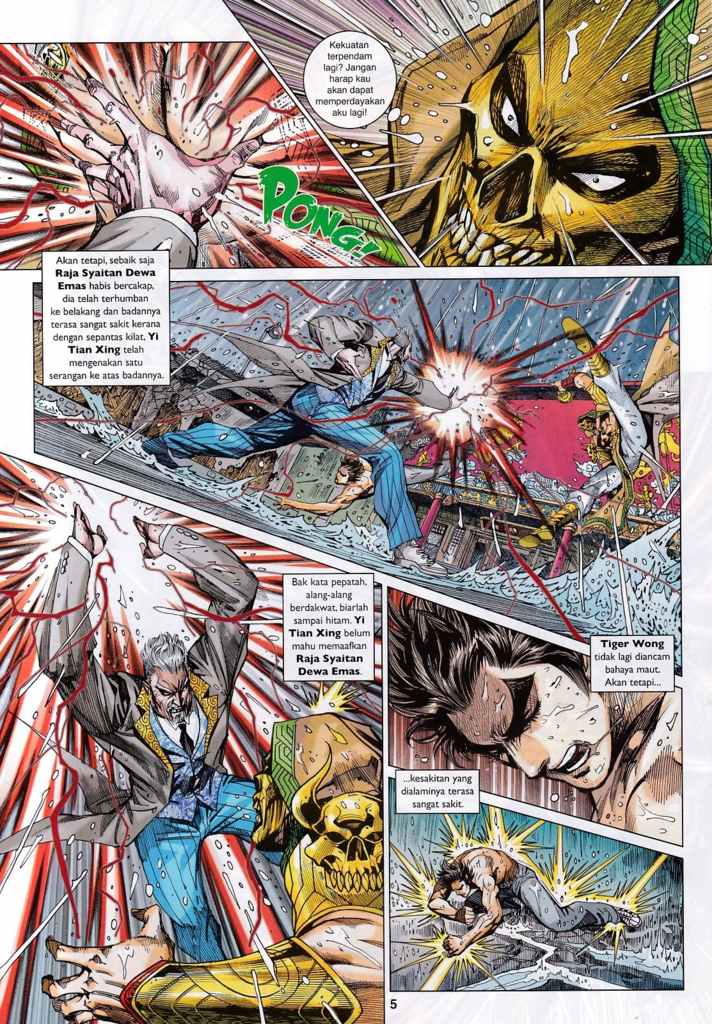 Kekuatan
terpendam
lagi? Jangan
harap kau
akan dapat
memperdayakan
aku lagi!
PONG!
Akan tetapi, sebaik saja
Raja Syaitan Dewa
Emas habis bercakap,
dia telah terhumban
ke belakang dan badannya
terasa sangat sakit kerana
dengan sepantas kilat, Yi
Tian Xing telah
mengenakan satu
serangan ke atas badannya.
Bak kata pepatah,
alang-alang
berdakwat, biarlah
sampai hitam. Yi
Tian Xing belum
mahu memaafkan
Raja Syaitan
Dewa Emas.
Tiger Wong
tidak lagi diancam
bahaya maut.
Akan tetapi...
...kesakitan yang
dialaminya terasa
sangat sakit.
5